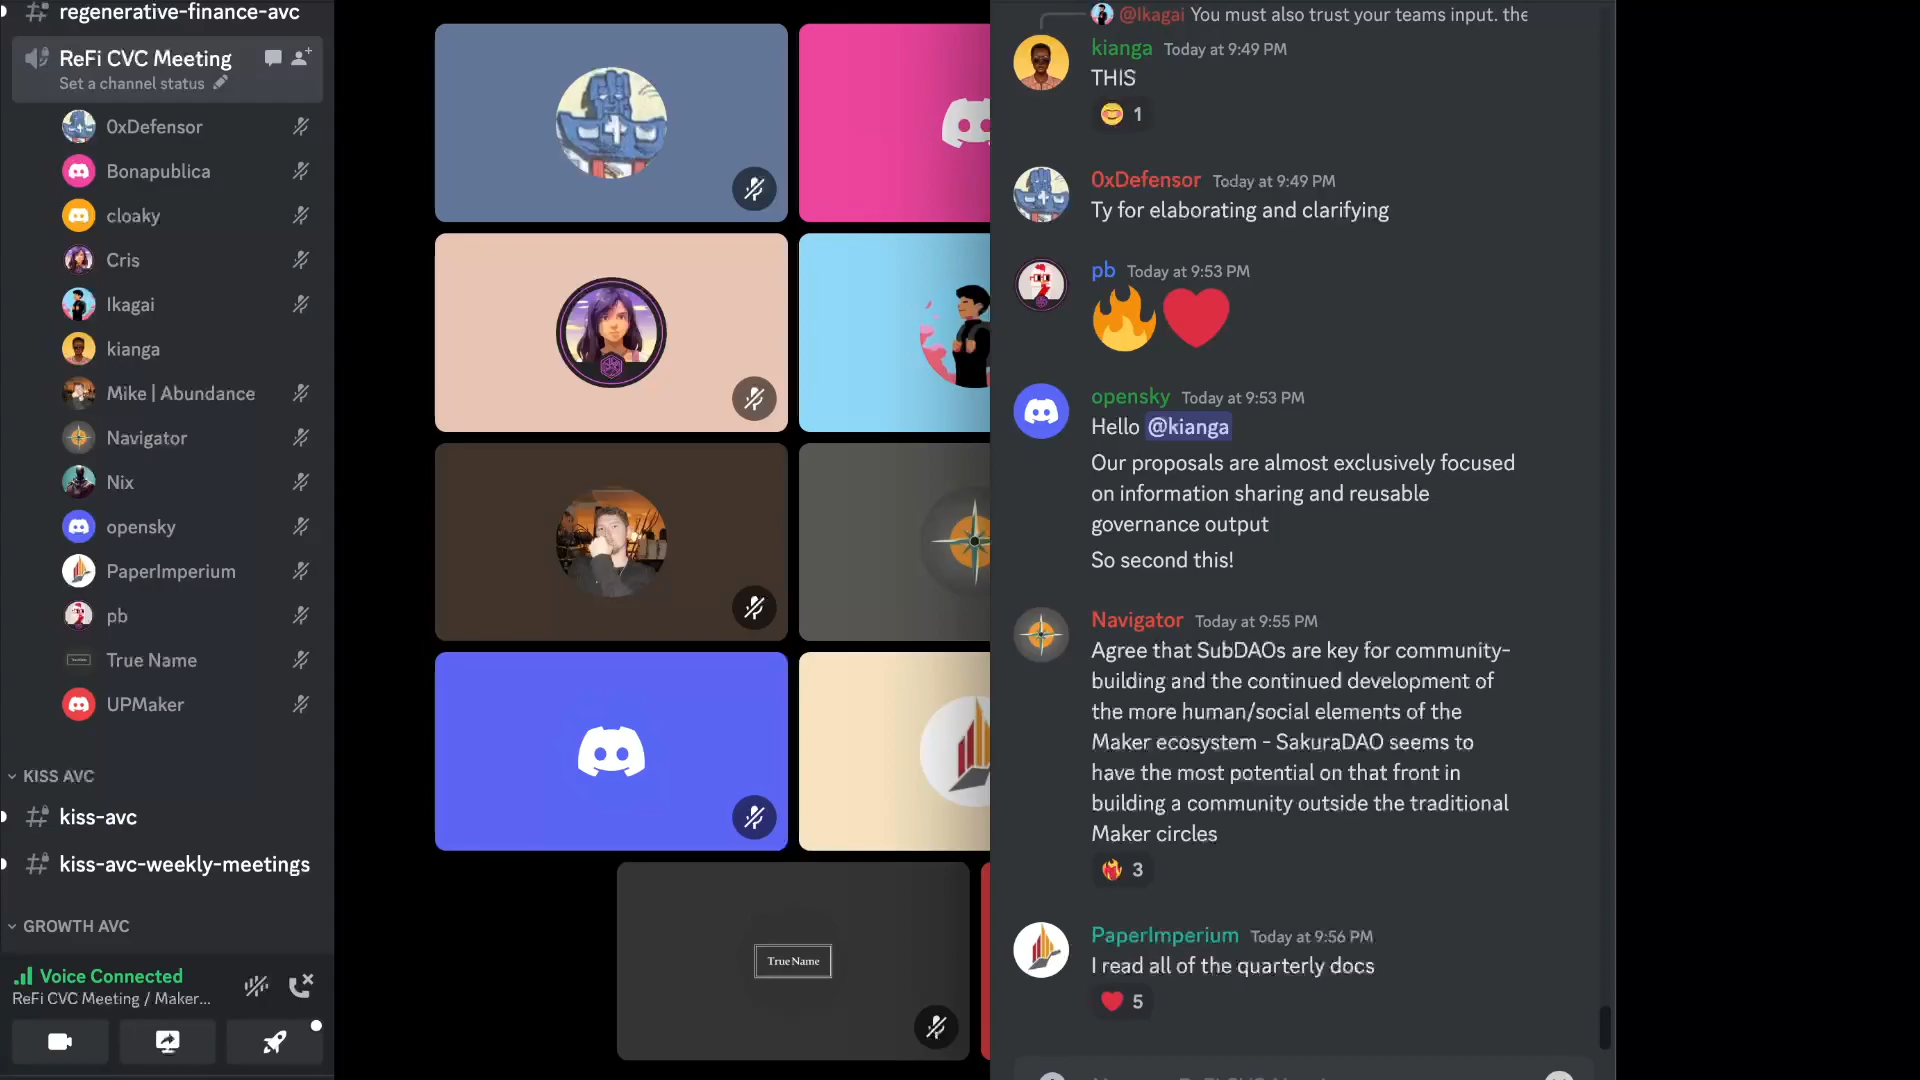 regenerative-finance-avc
ReFi CVC Meeting
Set a channel status
0xDefensor
Bonapublica
cloaky
Cris
Ikagai
kianga
Mike | Abundance
Navigator
Nix
opensky
PaperImperium
pb
True Name
UPMaker
KISS AVC
kiss-avc
kiss-avc-weekly-meetings
GROWTH AVC
Voice Connected
ReFi CVC Meeting / Maker...
TrueName
@Ikagai You must also trust your teams input. the
kianga Today at 9:49 PM
THIS
1
0xDefensor Today at 9:49 PM
Ty for elaborating and clarifying
pb Today at 9:53 PM
opensky Today at 9:53 PM
Hello @kianga
Our proposals are almost exclusively focused
on information sharing and reusable
governance output
So second this!
Navigator Today at 9:55 PM
Agree that SubDAOs are key for community-
building and the continued development of
the more human/social elements of the
Maker ecosystem - SakuraDAO seems to
have the most potential on that front in
building a community outside the traditional
Maker circles
3
PaperImperium Today at 9:56 PM
I read all of the quarterly docs
5